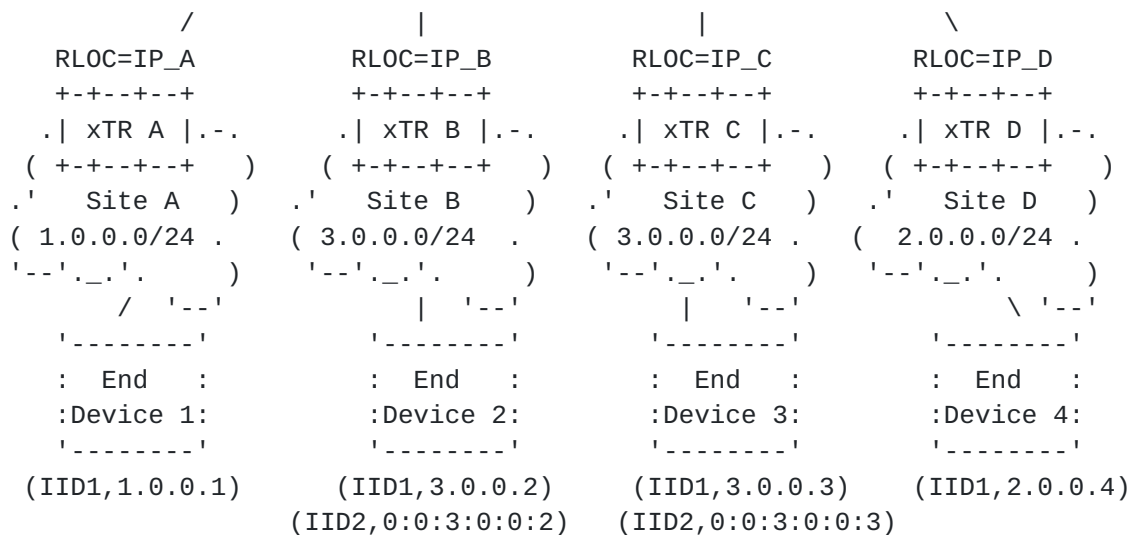 /               |                  |                \
   RLOC=IP_A          RLOC=IP_B         RLOC=IP_C         RLOC=IP_D
   +-+--+--+         +-+--+--+         +-+--+--+         +-+--+--+
  .| xTR A |.-.     .| xTR B |.-.     .| xTR C |.-.     .| xTR D |.-.
 ( +-+--+--+   )   ( +-+--+--+   )   ( +-+--+--+   )   ( +-+--+--+   )
.'   Site A   )   .'   Site B    )   .'   Site C   )   .'   Site D   )
( 1.0.0.0/24 .    ( 3.0.0.0/24  .    ( 3.0.0.0/24 .    (  2.0.0.0/24 .
'--'._.'.     )    '--'._.'.     )   '--'._.'.     )   '--'._.'.     )
       /  '--'            |  '--'         |   '--'             \ '--'
   '--------'          '--------'        '--------'        '--------'
   :  End   :          :  End   :        :  End   :        :  End   :
   :Device 1:          :Device 2:        :Device 3:        :Device 4:
   '--------'          '--------'        '--------'        '--------'
 (IID1,1.0.0.1)      (IID1,3.0.0.2)     (IID1,3.0.0.3)    (IID1,2.0.0.4)
                  (IID2,0:0:3:0:0:2)   (IID2,0:0:3:0:0:3)